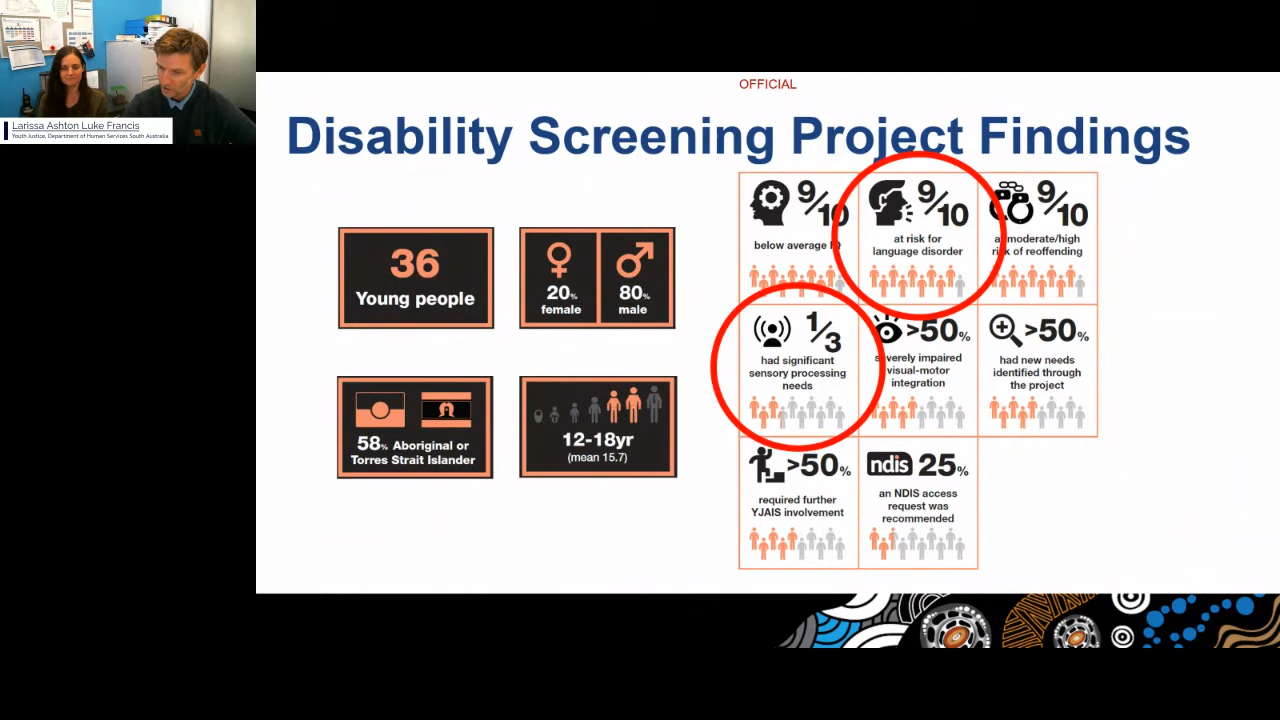 Larissa Ashton Luke Francis
Youth Justice, Department of Human Services South Australia
OFFICIAL
Disability Screening Project Findings
36
Young people
20%
female
80%
male
58% Aboriginal or
Torres Strait Islander
12-18yr
(mean 15.7)
9/10
below average IQ
9/10
at risk for
language disorder
9/10
at moderate/high
risk of reoffending
1/3
had significant
sensory processing
needs
>50%
severely impaired
visual-motor
integration
>50%
had new needs
identified through
the project
>50%
required further
YJAIS involvement
ndis 25%
an NDIS access
request was
recommended